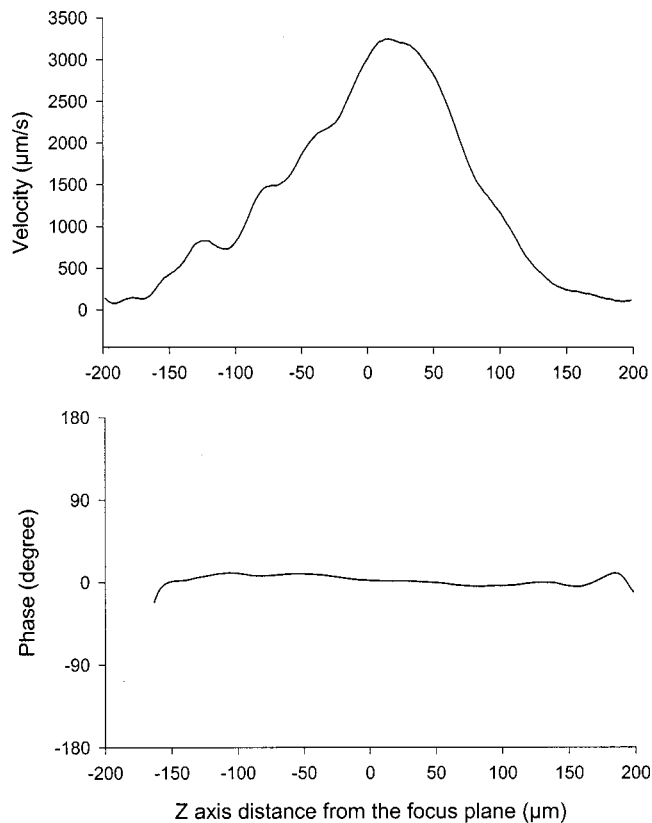 3500
3000
2500
2000
1500
1000
500
0
Velocity (µm/s)
-200 -150 -100 -50 0 50 100 150 200
180
90
0
-90
-180
Phase (degree)
-200 -150 -100 -50 0 50 100 150 200
Z axis distance from the focus plane (µm)